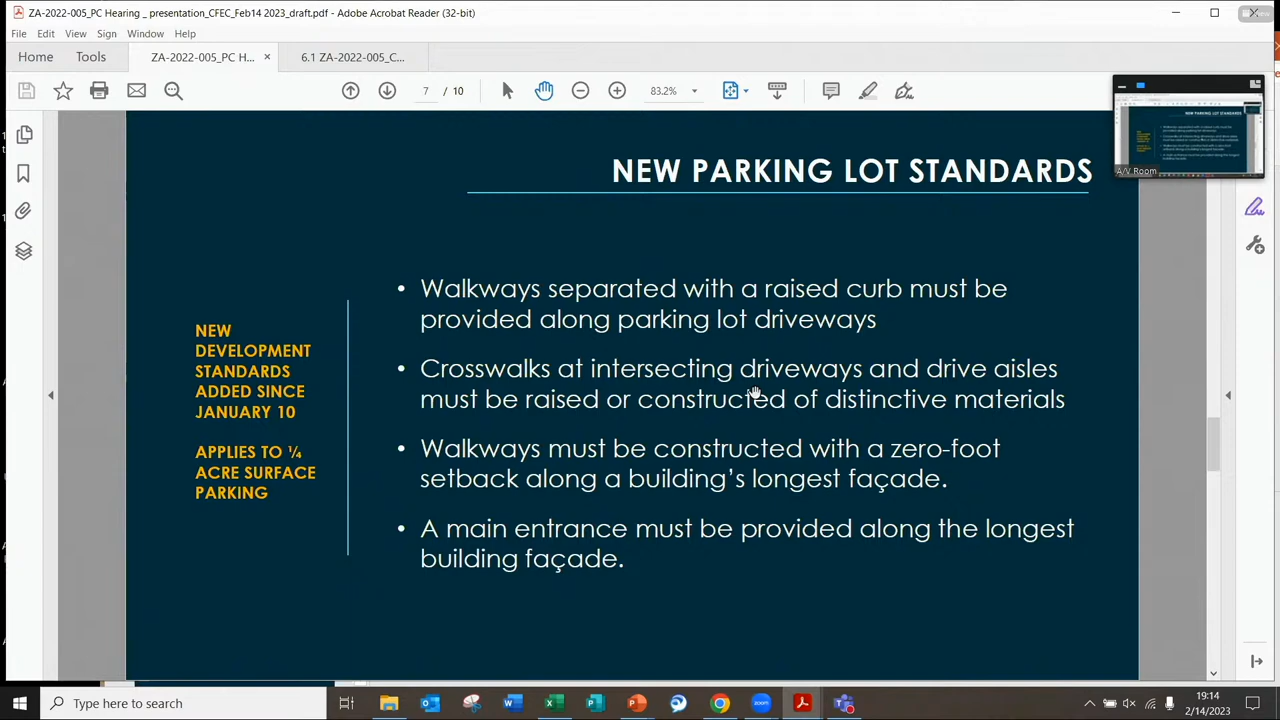 ZA-2022-005_PC Hearing _ presentation_CFEC_Feb14 2023_draft.pdf - Adobe Acrobat Reader (32-bit)
File Edit View Sign Window Help
Home Tools ZA-2022-005_PC H... × 6.1 ZA-2022-005_C...
7 / 10 83.2%
NEW PARKING LOT STANDARDS
A/V Room
NEW
DEVELOPMENT
STANDARDS
ADDED SINCE
JANUARY 10
APPLIES TO ¼
ACRE SURFACE
PARKING
• Walkways separated with a raised curb must be
provided along parking lot driveways
• Crosswalks at intersecting driveways and drive aisles
must be raised or constructed of distinctive materials
• Walkways must be constructed with a zero-foot
setback along a building’s longest façade.
• A main entrance must be provided along the longest
building façade.
Type here to search
19:14
2/14/2023